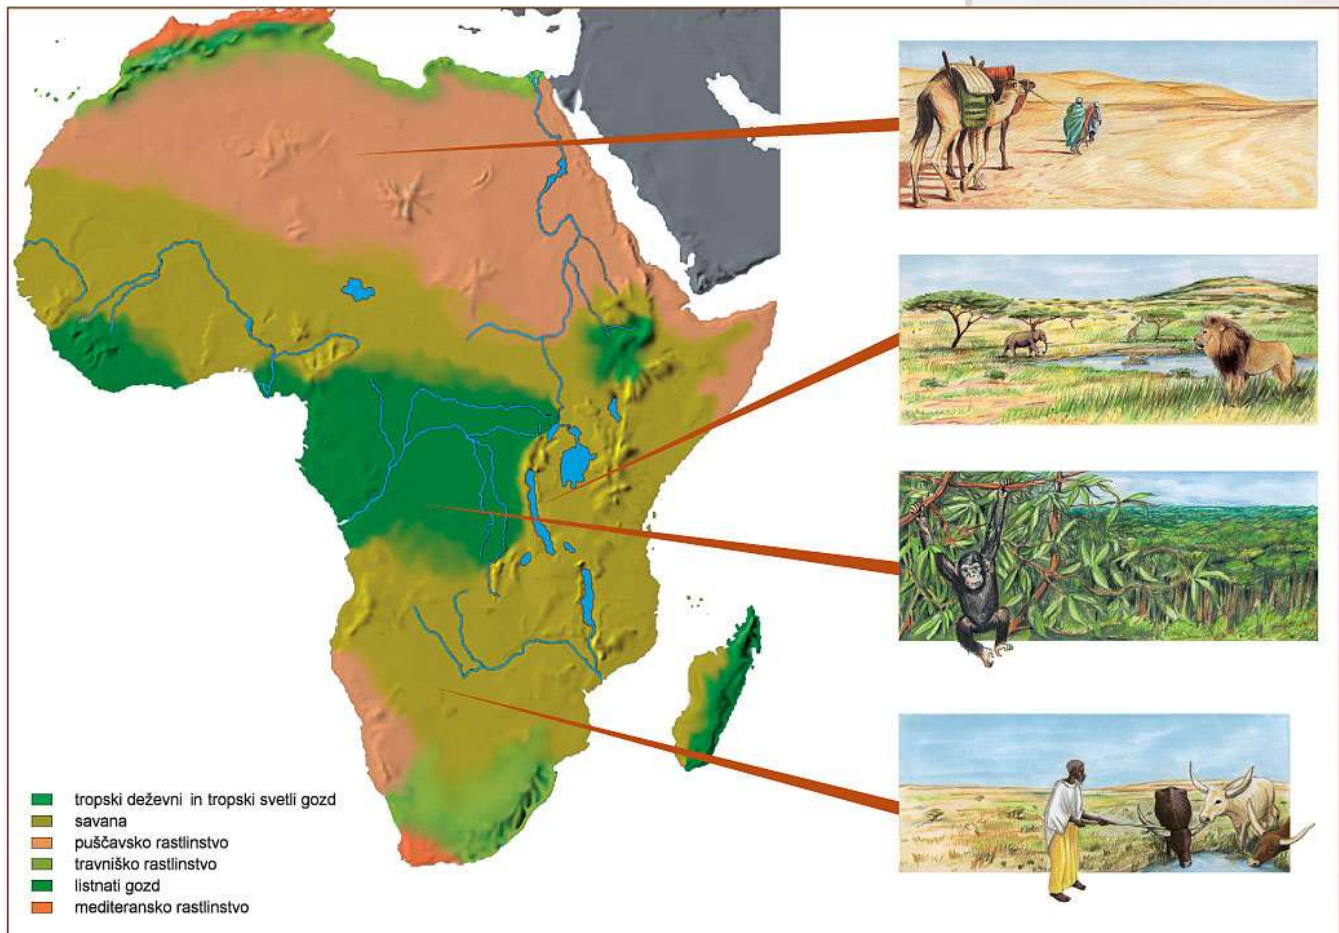 tropski deževni in tropski svetli gozd
savana
puščavsko rastlinstvo
travniško rastlinstvo
listnati gozd
mediteransko rastlinstvo